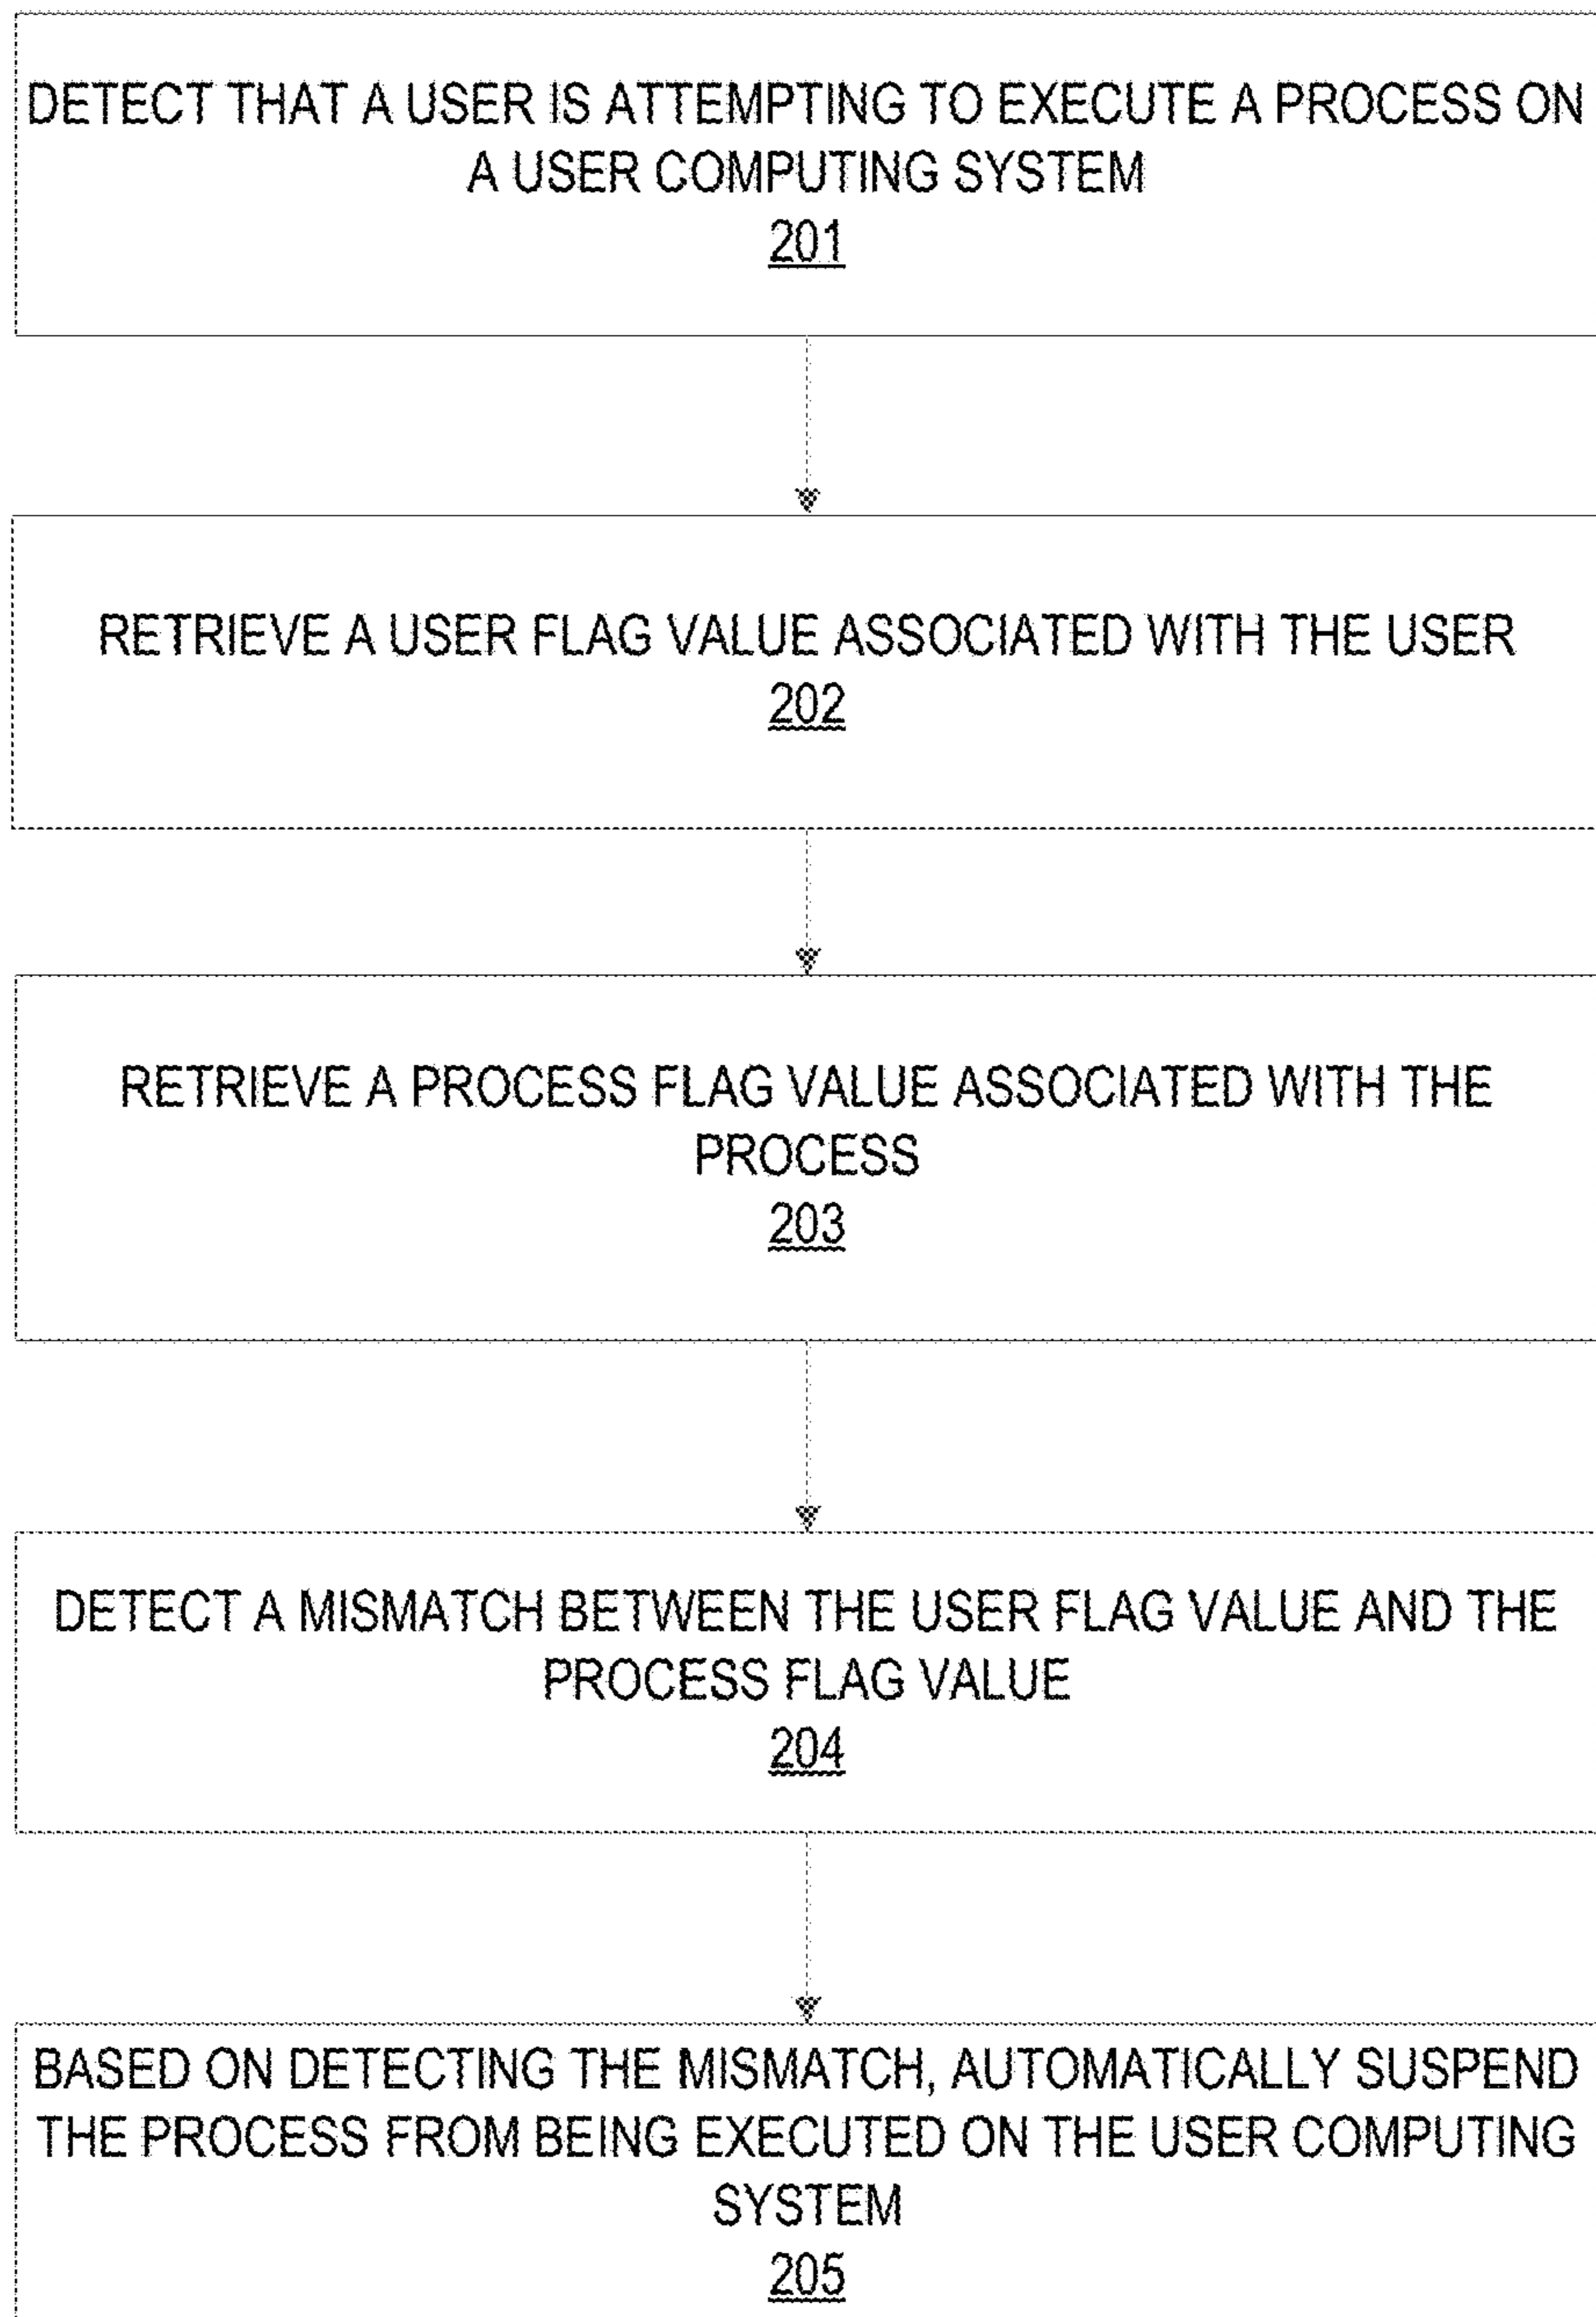 DETECT THAT A USER IS ATTEMPTING TO EXECUTE A PROCESS ON
A USER COMPUTING SYSTEM
201
RETRIEVE A USER FLAG VALUE ASSOCIATED WITH THE USER
202
RETRIEVE A PROCESS FLAG VALUE ASSOCIATED WITH THE
PROCESS
203
DETECT A MISMATCH BETWEEN THE USER FLAG VALUE AND THE
PROCESS FLAG VALUE
204
BASED ON DETECTING THE MISMATCH, AUTOMATICALLY SUSPEND
THE PROCESS FROM BEING EXECUTED ON THE USER COMPUTING
SYSTEM
205